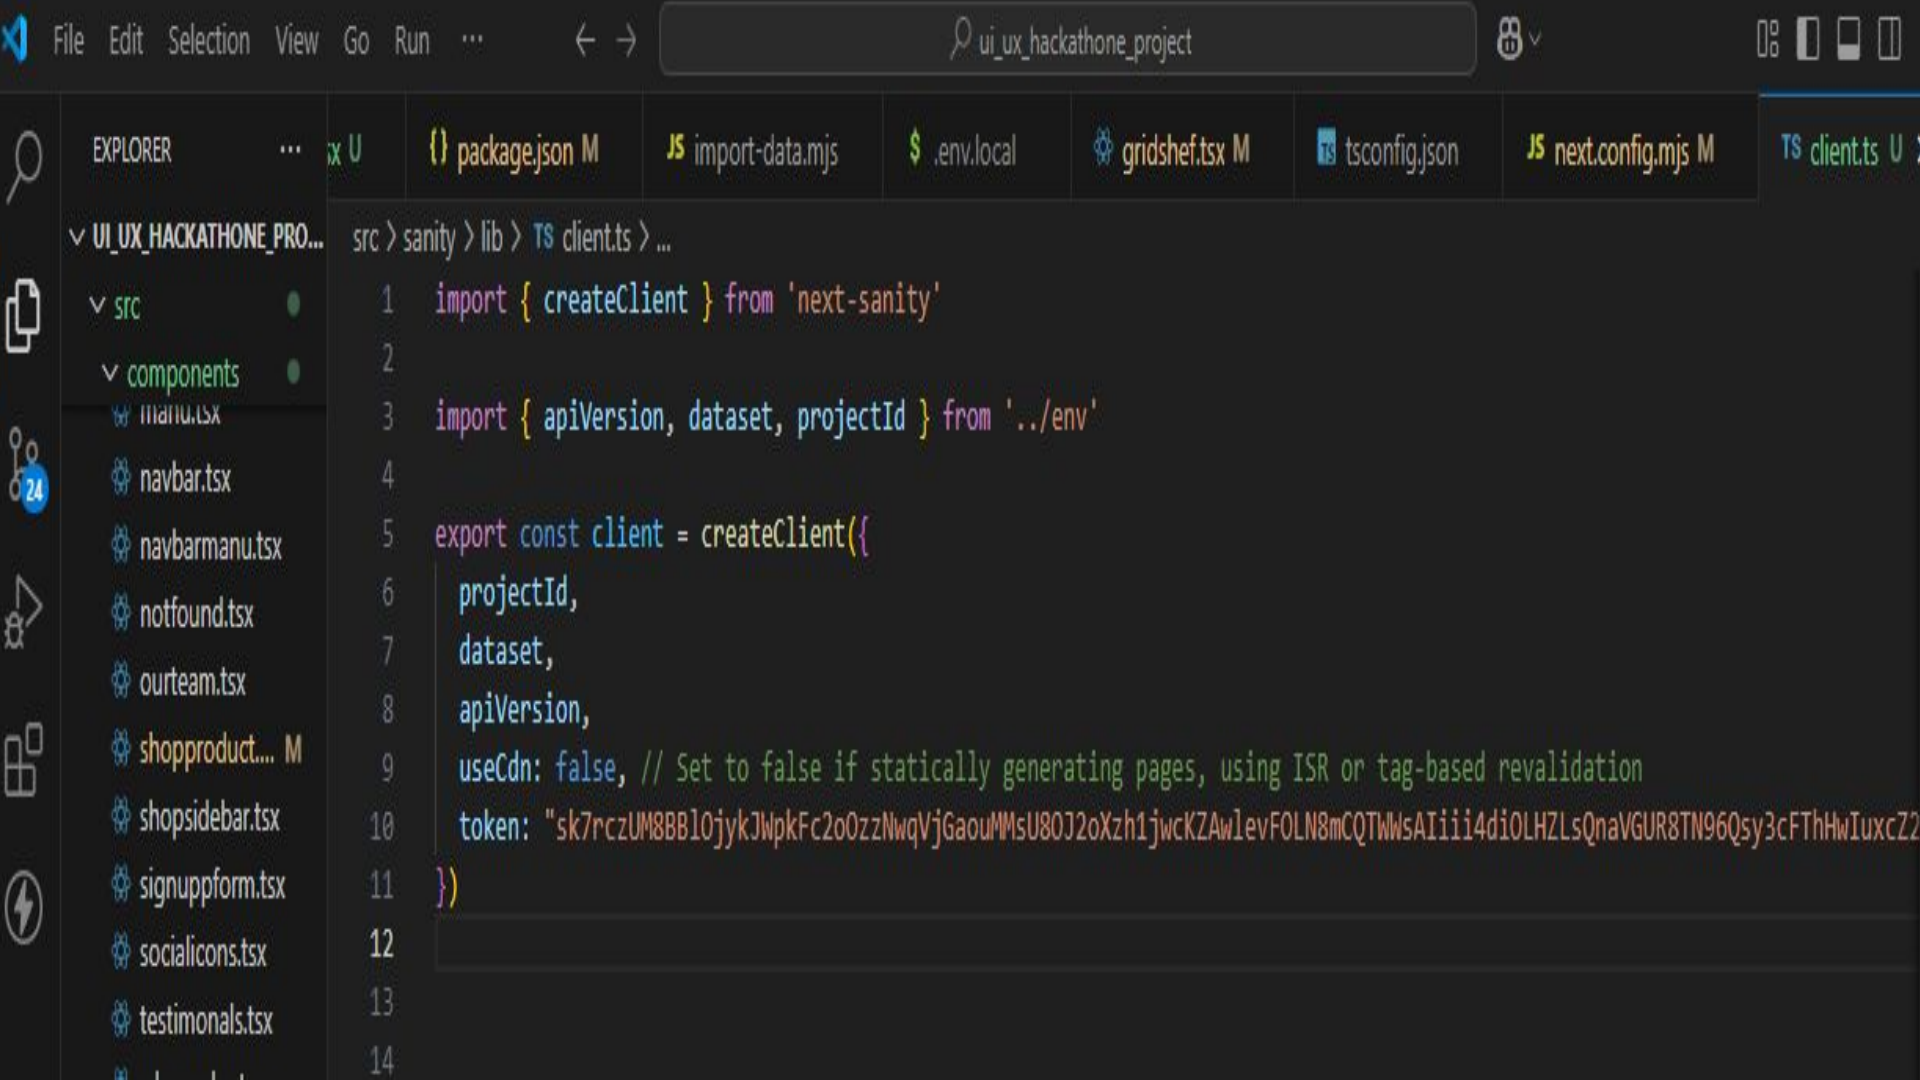 File Edit Selection View Go Run ...
ui_ux_hackathone_project
EXPLORER ...
sx U
{} package.json M
JS import-data.mjs
$ .env.local
gridshef.tsx M
TS tsconfig.json
JS next.config.mjs M
TS client.ts U
UI_UX_HACKATHONE_PRO...
src
components
manu.tsx
navbar.tsx
navbarmanu.tsx
notfound.tsx
ourteam.tsx
shopproduct.... M
shopsidebar.tsx
signuppform.tsx
socialicons.tsx
testimonals.tsx
24
src > sanity > lib > TS client.ts > ...
1 import { createClient } from 'next-sanity'
2
3 import { apiVersion, dataset, projectId } from '../env'
4
5 export const client = createClient({
6 projectId,
7 dataset,
8 apiVersion,
9 useCdn: false, // Set to false if statically generating pages, using ISR or tag-based revalidation
10 token:
11 })
12
13
14